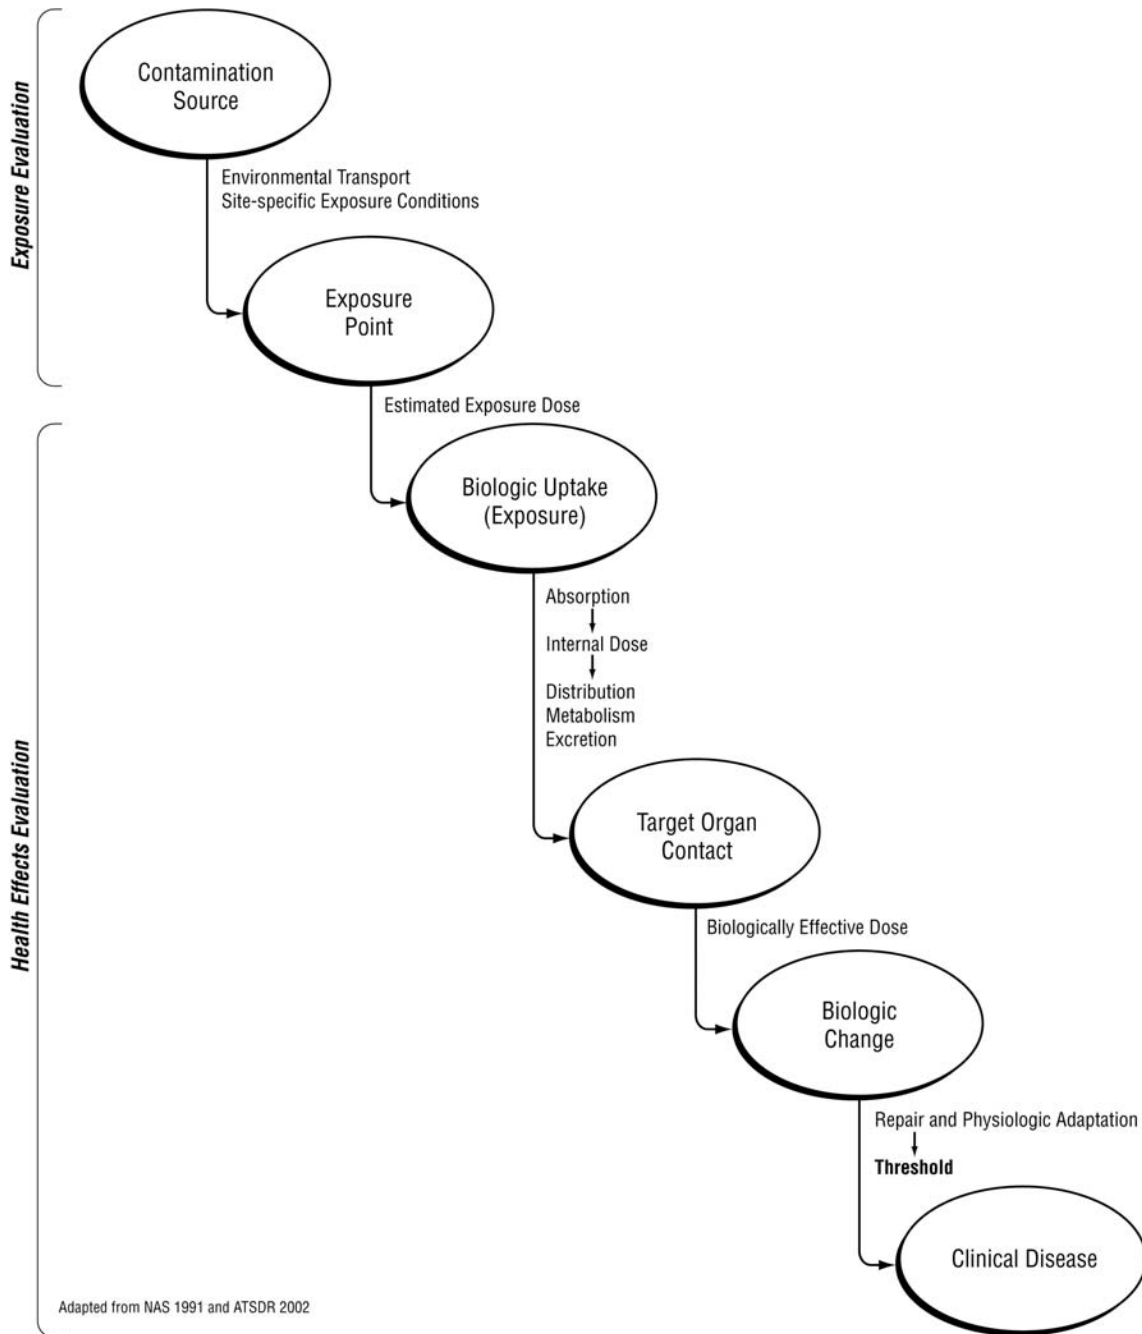 Exposure Evaluation
Contamination
Source
Environmental Transport
Site-specific Exposure Conditions
Exposure
Point
Estimated Exposure Dose
Health Effects Evaluation
Biologic Uptake
(Exposure)
Absorption
Internal Dose
Distribution
Metabolism
Excretion
Target Organ
Contact
Biologically Effective Dose
Biologic
Change
Repair and Physiologic Adaptation
Threshold
Clinical Disease
Adapted from NAS 1991 and ATSDR 2002